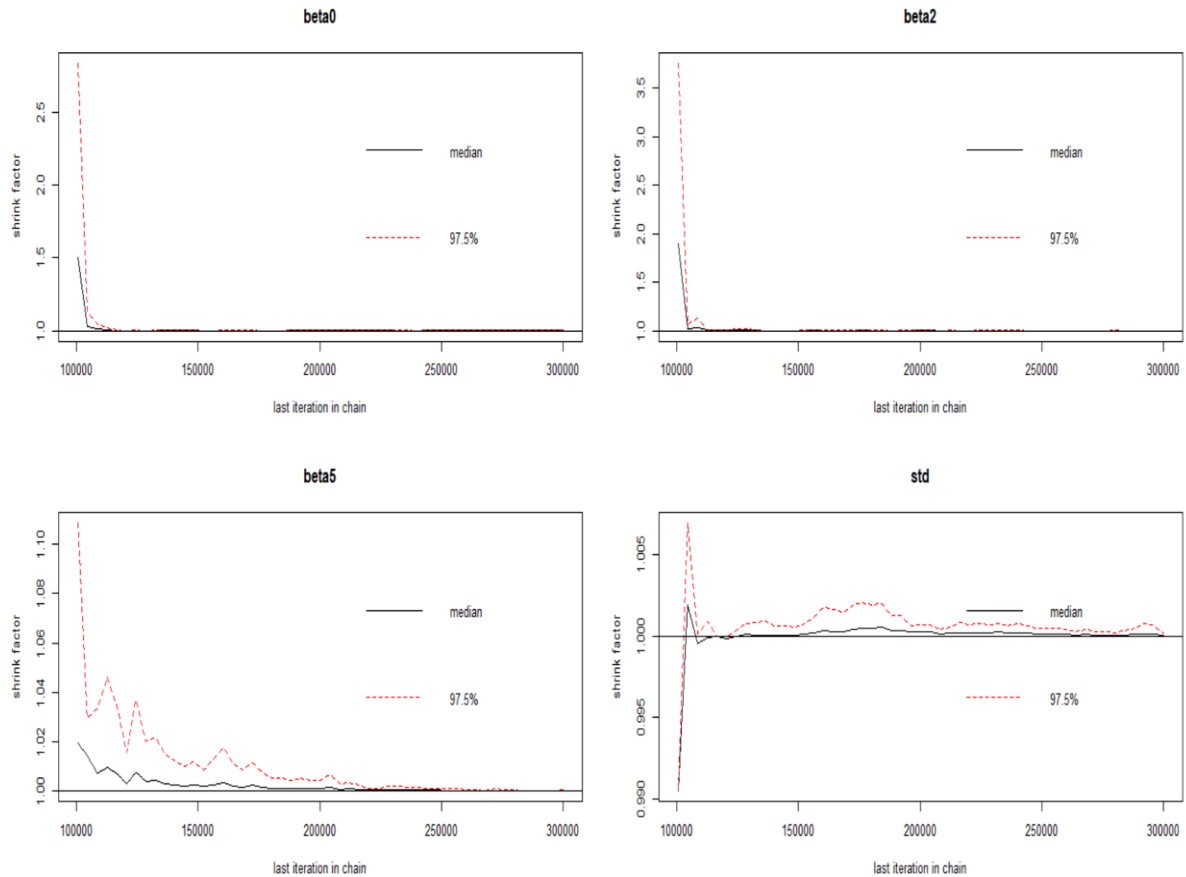 beta0
shrink factor
2.5
2.0
1.5
1.0
median
97.5%
100000 150000 200000 250000 300000
last iteration in chain
beta2
shrink factor
3.5
3.0
2.5
2.0
1.5
1.0
median
97.5%
100000 150000 200000 250000 300000
last iteration in chain
beta5
shrink factor
1.10
1.08
1.06
1.04
1.02
1.00
median
97.5%
100000 150000 200000 250000 300000
last iteration in chain
std
shrink factor
1.005
1.000
0.995
0.990
median
97.5%
100000 150000 200000 250000 300000
last iteration in chain